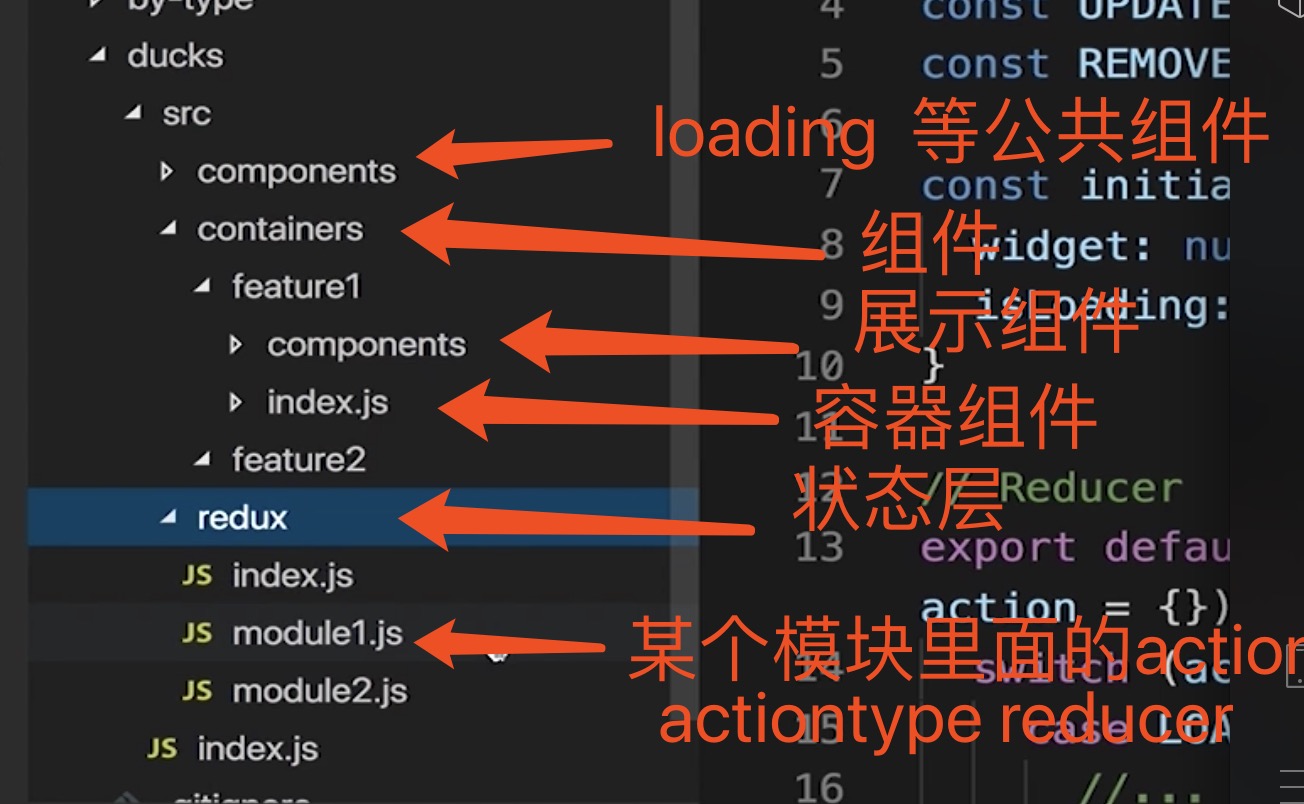 by-type
ducks
src
components
containers
feature1
components
index.js
feature2
redux
JS index.js
JS module1.js
JS module2.js
JS index.js
.gitignore
4 const UPDATE
5 const REMOVE
6
7 const initia
8 widget: nu
9 isLoading:
10 }
11
12 // Reducer
13 export defau
action = {})
14 switch (ac
15 case LOA
16 //...
loading 等公共组件
组件
展示组件
容器组件
状态层
某个模块里面的action
actiontype reducer